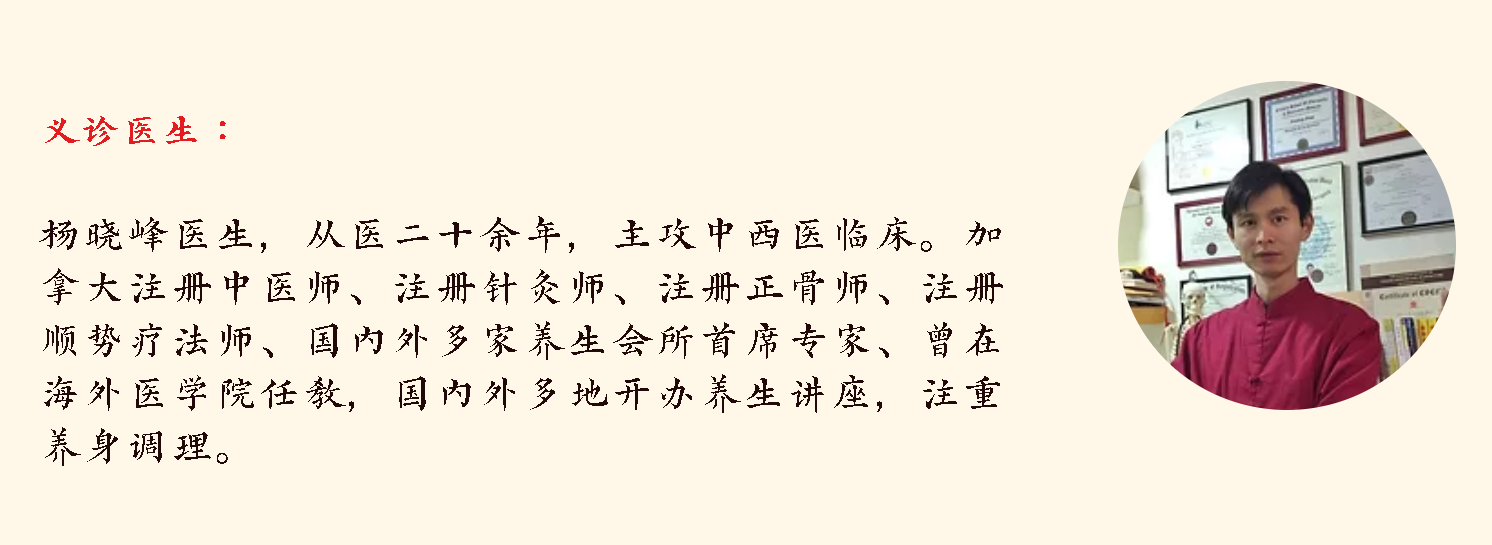 义诊医生：
杨晓峰医生，从医二十余年，主攻中西医临床。加
拿大注册中医师、注册针灸师、注册正骨师、注册
顺势疗法师、国内外多家养生会所首席专家、曾在
海外医学院任教，国内外多地开办养生讲座，注重
养身调理。